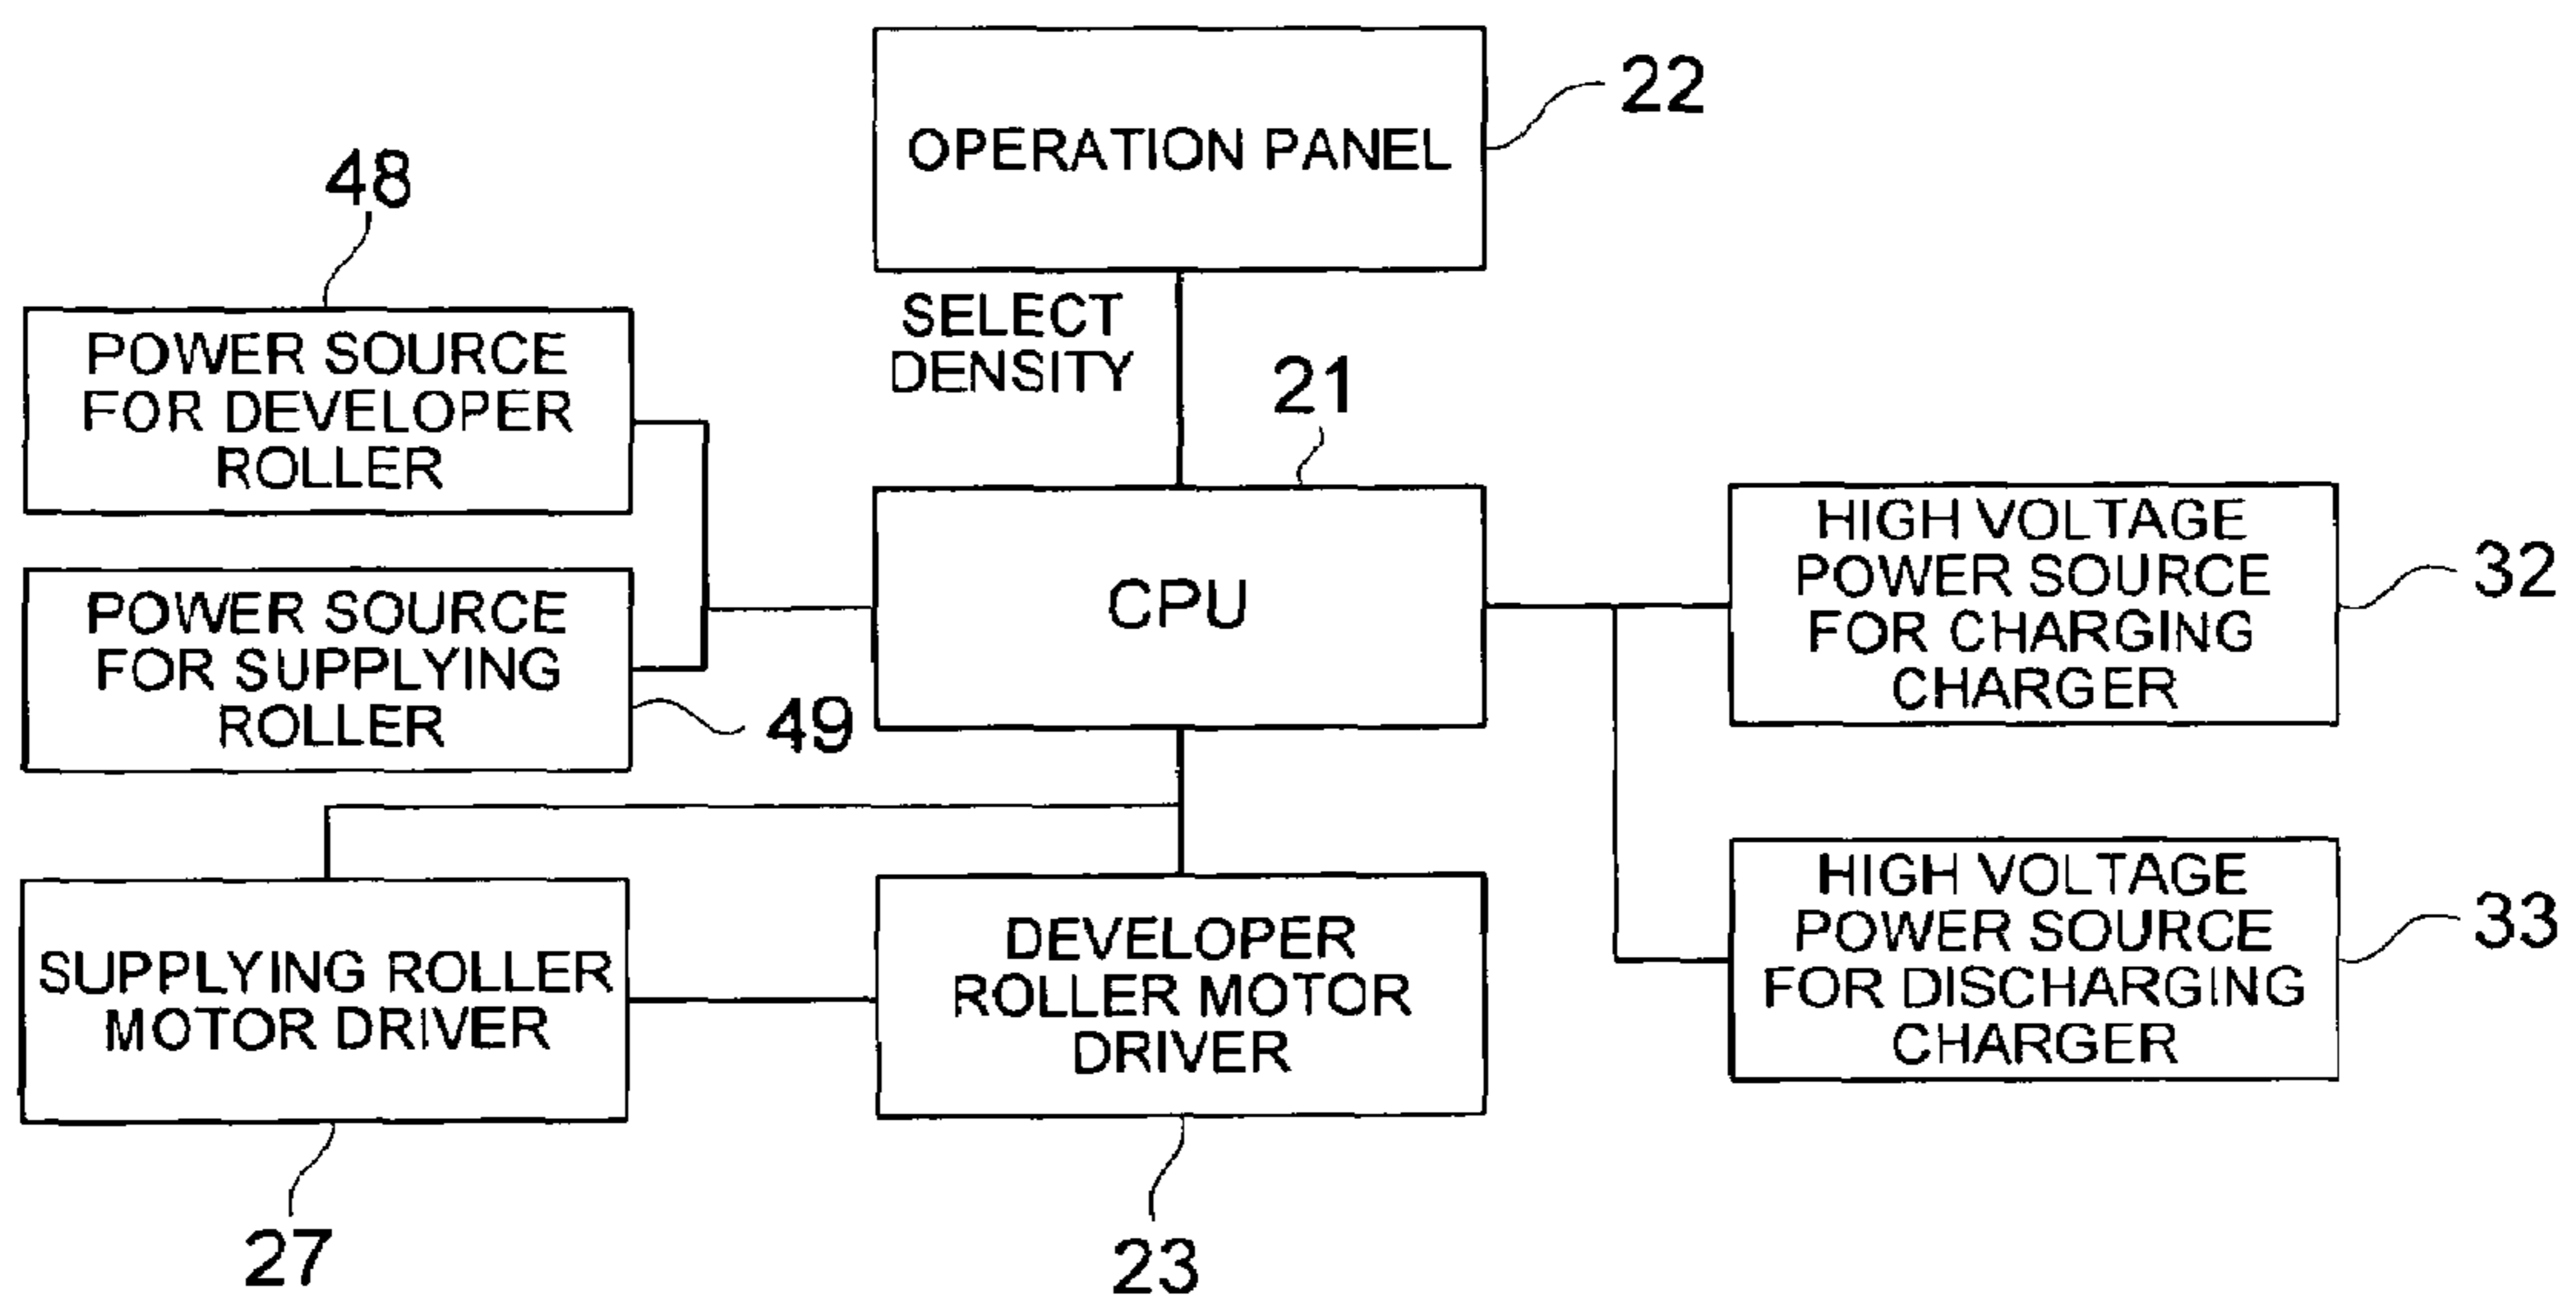 22
OPERATION PANEL
48
SELECT
DENSITY
POWER SOURCE
FOR DEVELOPER
ROLLER
21
CPU
HIGH VOLTAGE
POWER SOURCE
FOR CHARGING
CHARGER
32
POWER SOURCE
FOR SUPPLYING
ROLLER
49
SUPPLYING ROLLER
MOTOR DRIVER
27
DEVELOPER
ROLLER MOTOR
DRIVER
23
HIGH VOLTAGE
POWER SOURCE
FOR DISCHARGING
CHARGER
33